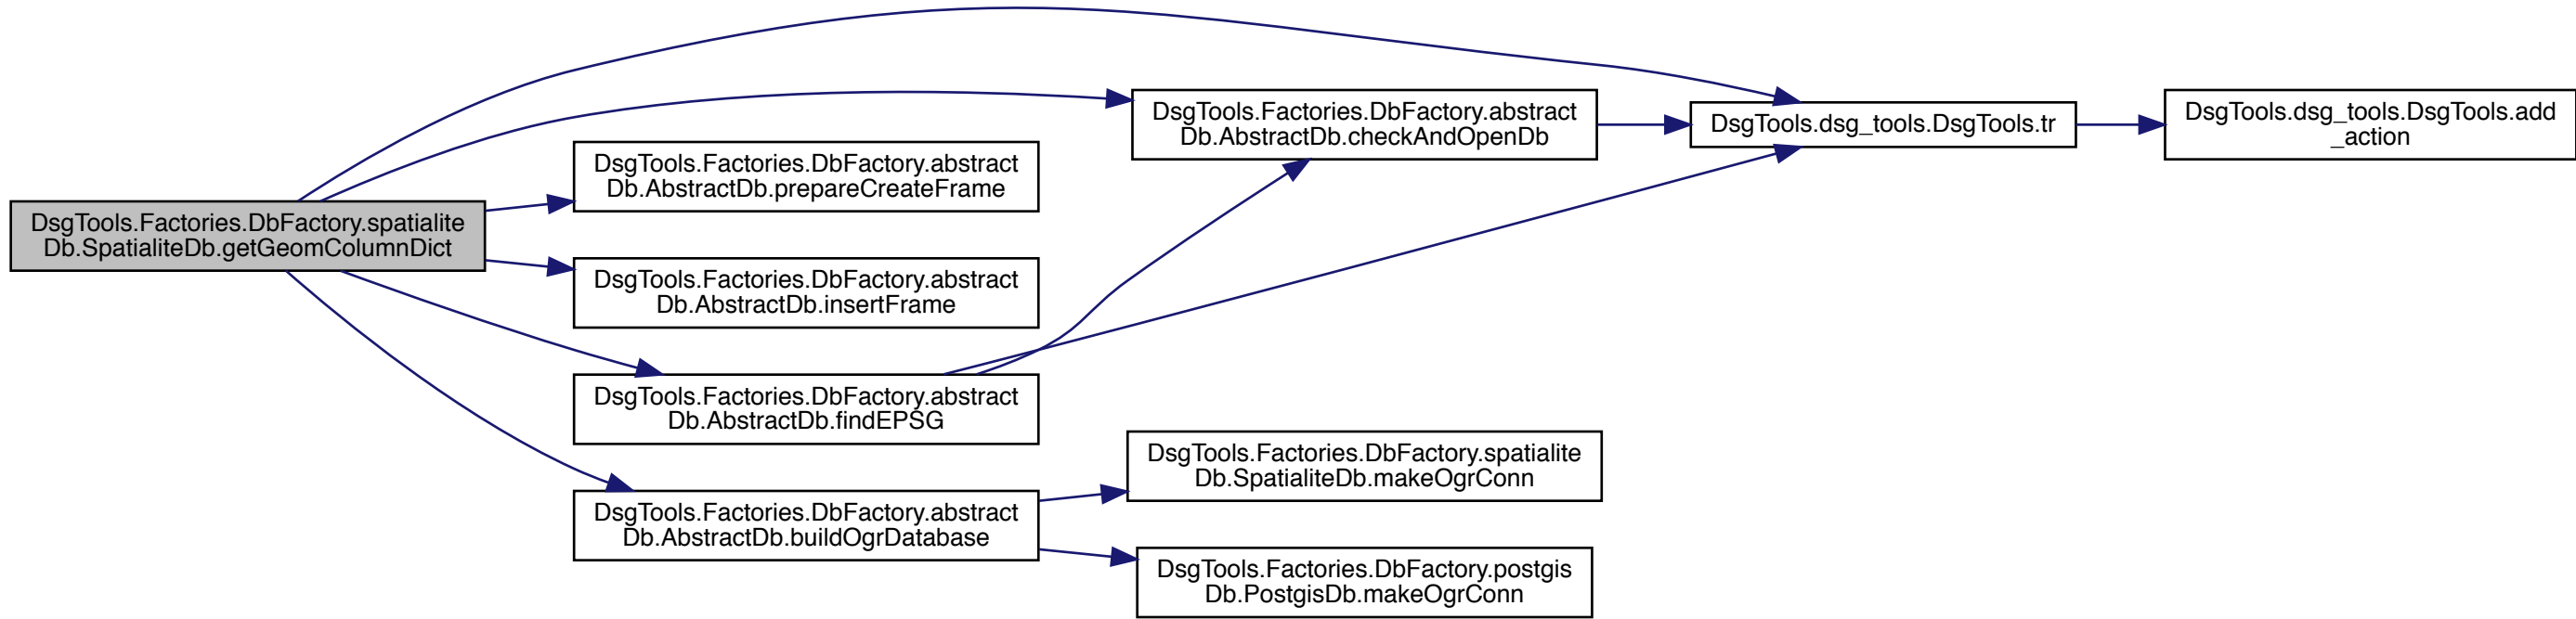 DsgTools.Factories.DbFactory.spatialite
Db.SpatialiteDb.getGeomColumnDict
DsgTools.Factories.DbFactory.abstract
Db.AbstractDb.prepareCreateFrame
DsgTools.Factories.DbFactory.abstract
Db.AbstractDb.insertFrame
DsgTools.Factories.DbFactory.abstract
Db.AbstractDb.findEPSG
DsgTools.Factories.DbFactory.abstract
Db.AbstractDb.buildOgrDatabase
DsgTools.Factories.DbFactory.abstract
Db.AbstractDb.checkAndOpenDb
DsgTools.Factories.DbFactory.spatialite
Db.SpatialiteDb.makeOgrConn
DsgTools.Factories.DbFactory.postgis
Db.PostgisDb.makeOgrConn
DsgTools.dsg_tools.DsgTools.tr
DsgTools.dsg_tools.DsgTools.add
_action